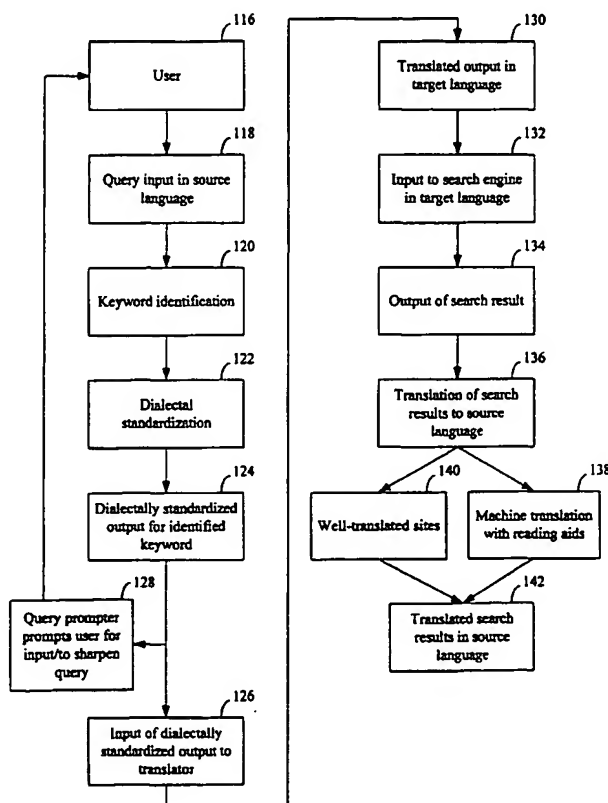 116
User
118
Query input in source
language
120
Keyword identification
122
Dialectal
standardization
124
Dialectally standardized
output for identified
keyword
128
Query prompter
prompts user for
input/to sharpen
query
126
Input of dialectally
standardized output to
translator
130
Translated output in
target language
132
Input to search engine
in target language
134
Output of search result
136
Translation of search
results to source
language
140
Well-translated sites
138
Machine translation
with reading aids
142
Translated search
results in source
language